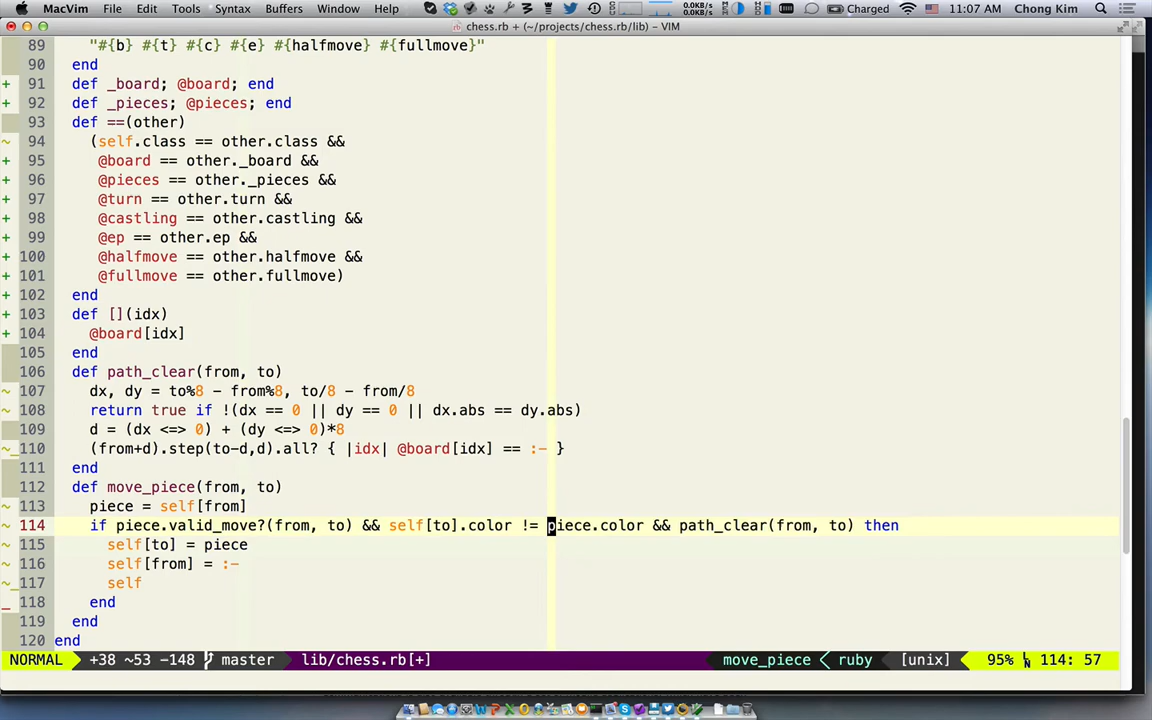 MacVim File Edit Tools Syntax Buffers Window Help 0.0KB/s 0.0KB/s Charged 11:07 AM Chong Kim
chess.rb + (~/projects/chess.rb/lib) – VIM
89 "#{b} #{t} #{c} #{e} #{halfmove} #{fullmove}"
90 end
+ 91 def _board; @board; end
+ 92 def _pieces; @pieces; end
93 def ==(other)
~ 94 (self.class == other.class &&
+ 95 @board == other._board &&
+ 96 @pieces == other._pieces &&
+ 97 @turn == other.turn &&
+ 98 @castling == other.castling &&
+ 99 @ep == other.ep &&
+ 100 @halfmove == other.halfmove &&
+ 101 @fullmove == other.fullmove)
+ 102 end
+ 103 def [](idx)
+ 104 @board[idx]
105 end
106 def path_clear(from, to)
~ 107 dx, dy = to%8 - from%8, to/8 - from/8
~ 108 return true if !(dx == 0 || dy == 0 || dx.abs == dy.abs)
~ 109 d = (dx <=> 0) + (dy <=> 0)*8
~_ 110 (from+d).step(to-d,d).all? { |idx| @board[idx] == :- }
111 end
~ 112 def move_piece(from, to)
~ 113 piece = self[from]
~ 114 if piece.valid_move?(from, to) && self[to].color != piece.color && path_clear(from, to) then
~ 115 self[to] = piece
~ 116 self[from] = :-
~_ 117 self
_ 118 end
119 end
120 end
NORMAL +38 ~53 -148 master lib/chess.rb[+] move_piece < ruby [unix] 95% LN 114: 57